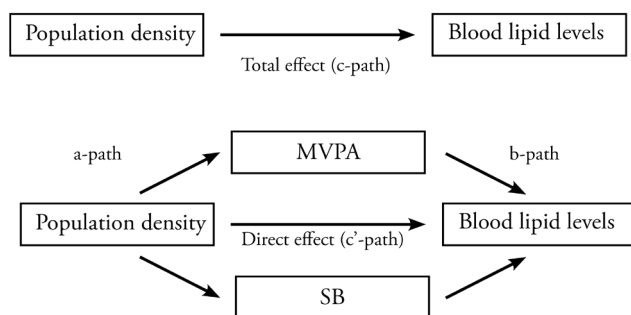 Population density
Blood lipid levels
Total effect (c-path)
a-path
MVPA
b-path
Population density
Direct effect (c’-path)
Blood lipid levels
SB